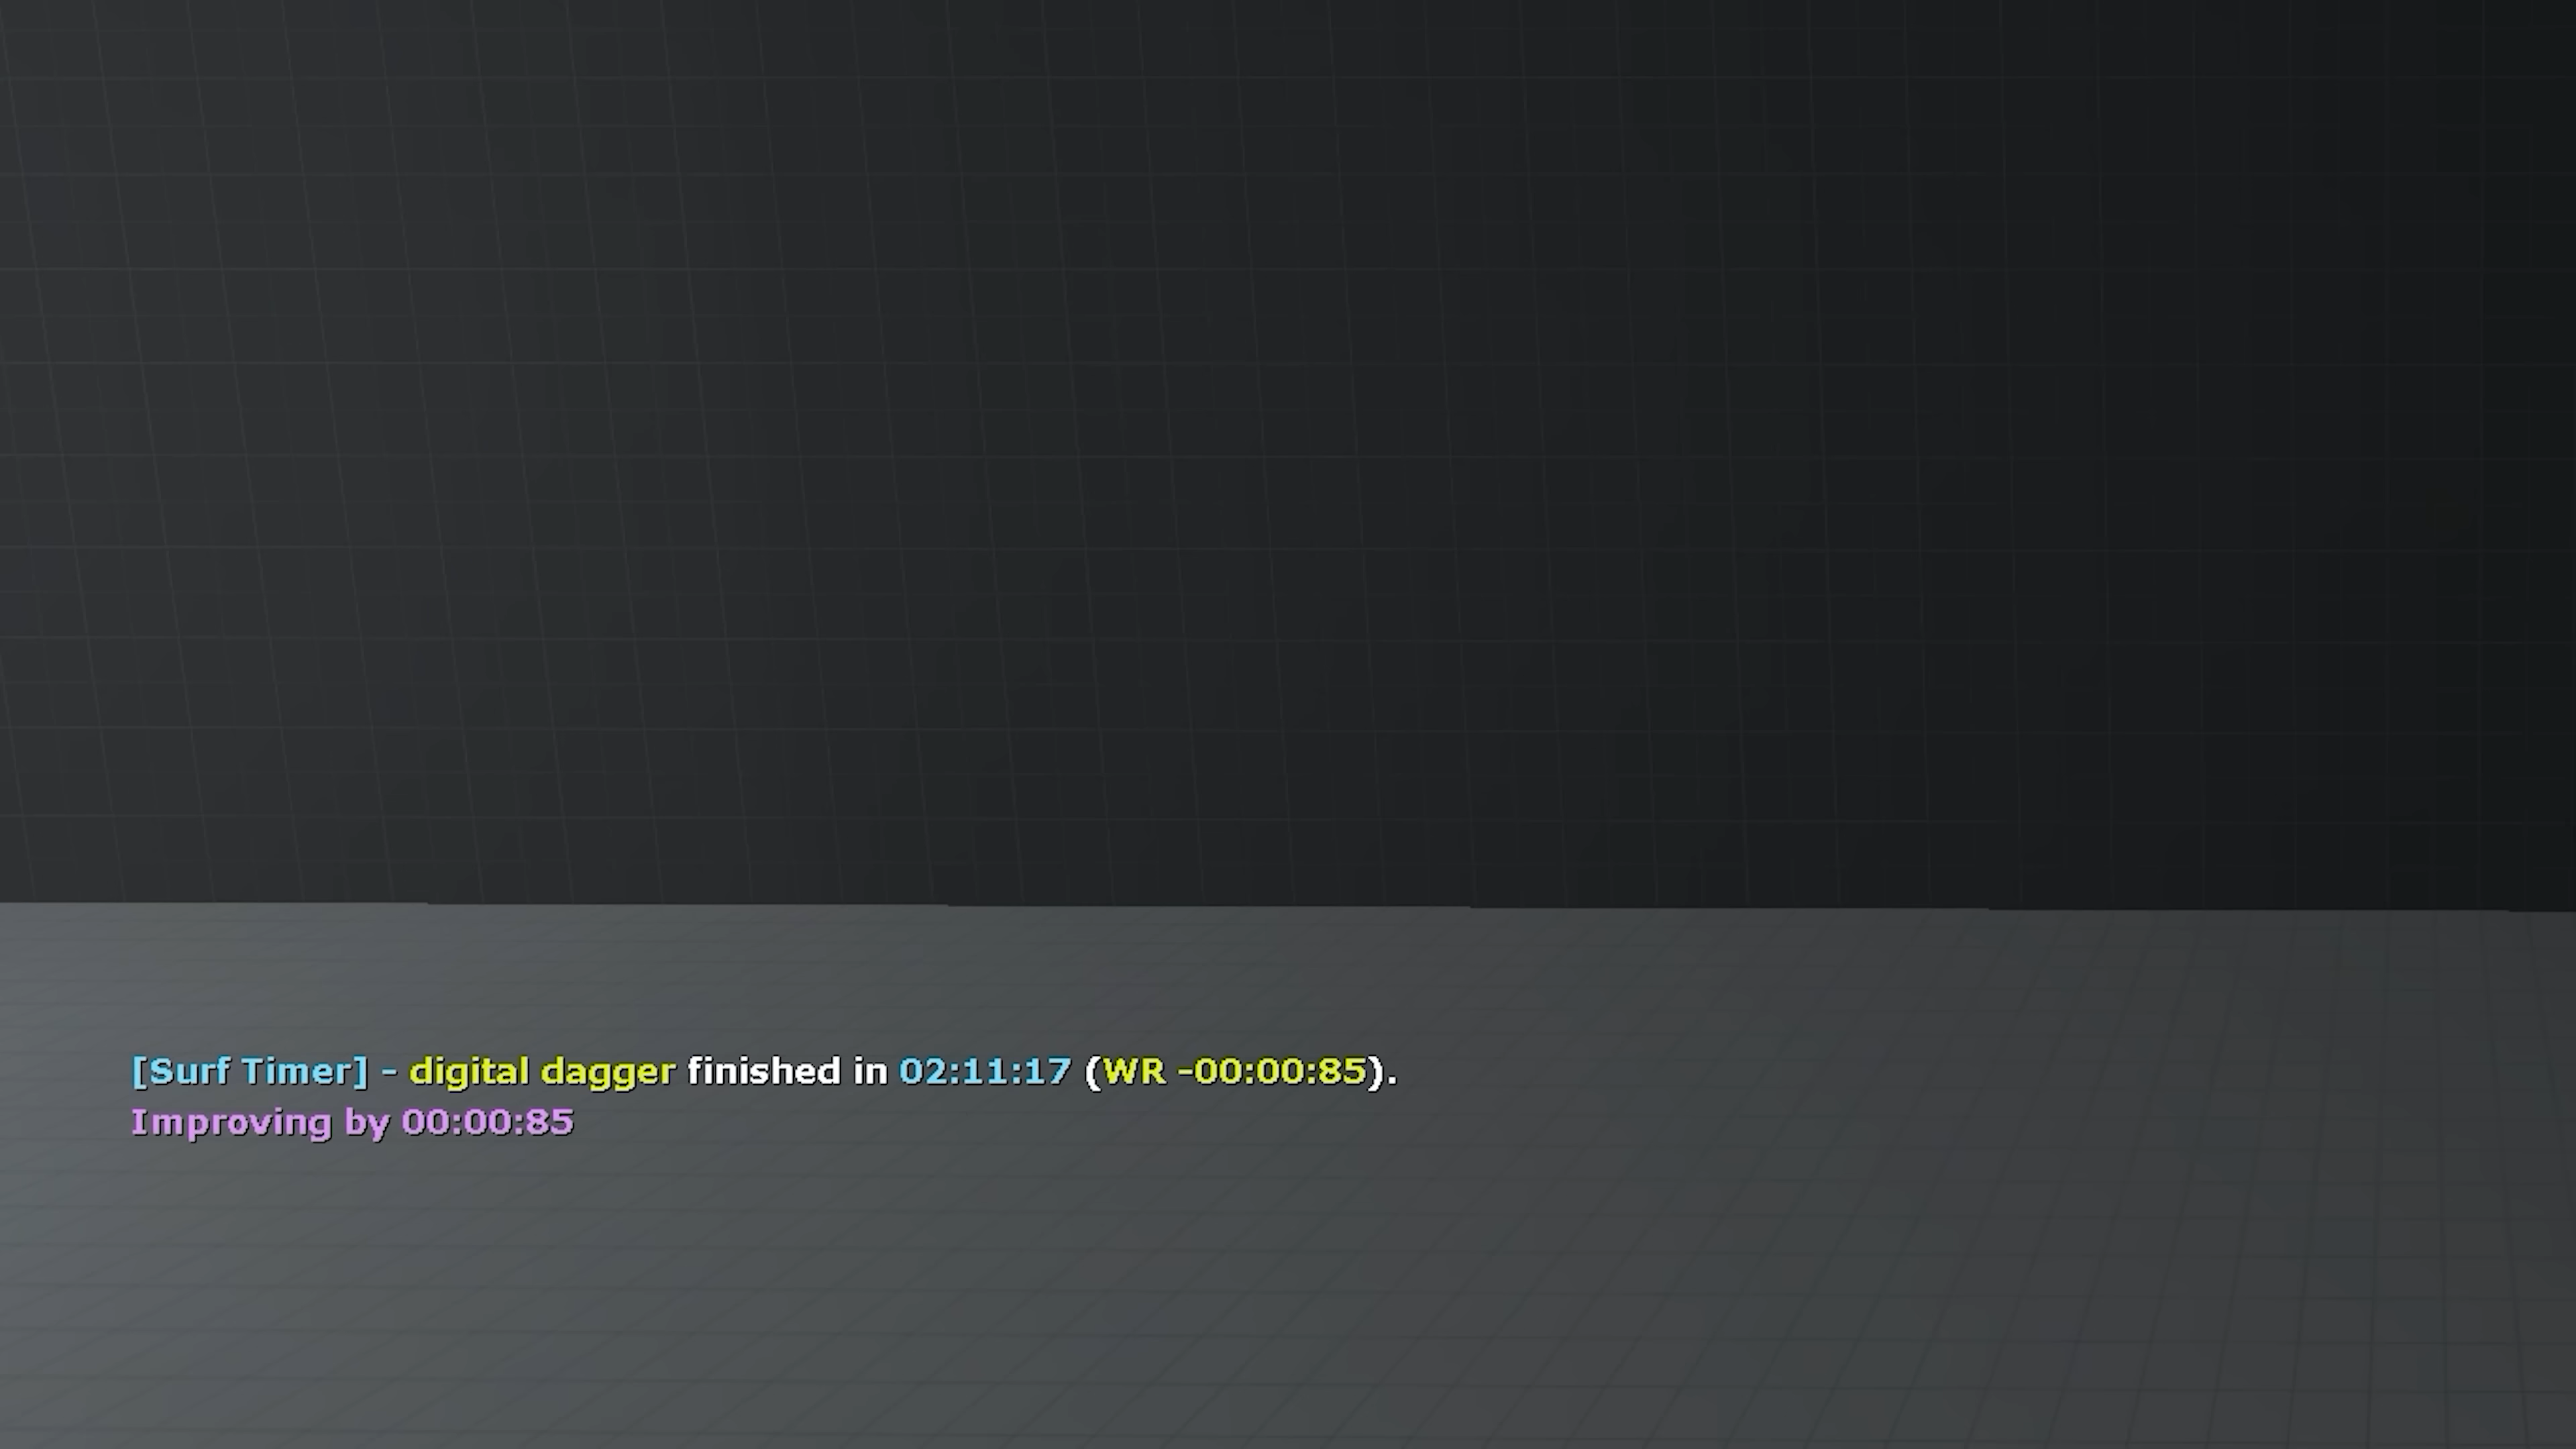 [Surf Timer] - digital dagger finished in 02:11:17 (WR -00:00:85).
Improving by 00:00:85